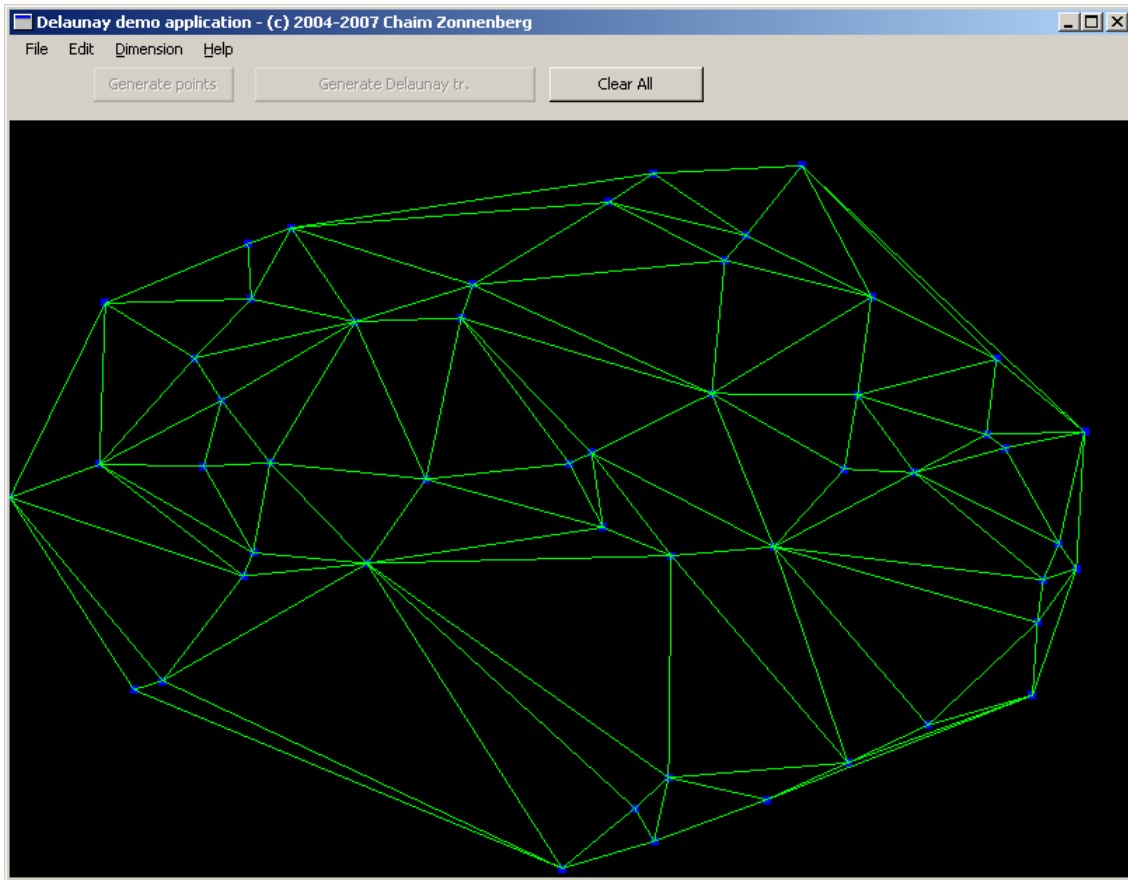 Delaunay demo application - (c) 2004-2007 Chaim Zonnenberg
File Edit Dimension Help
Generate points Generate Delaunay tr. Clear All